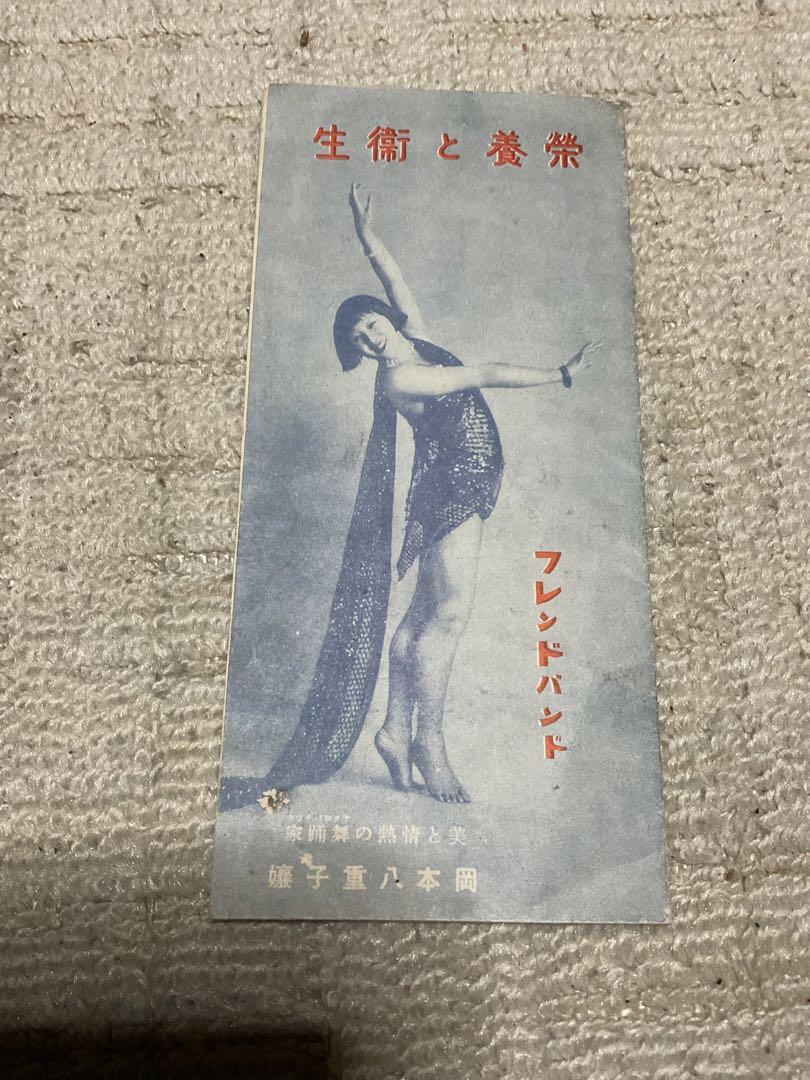 榮養と衞生
フレンドバンド
美と情熱の舞踊家
岡本八重子孃